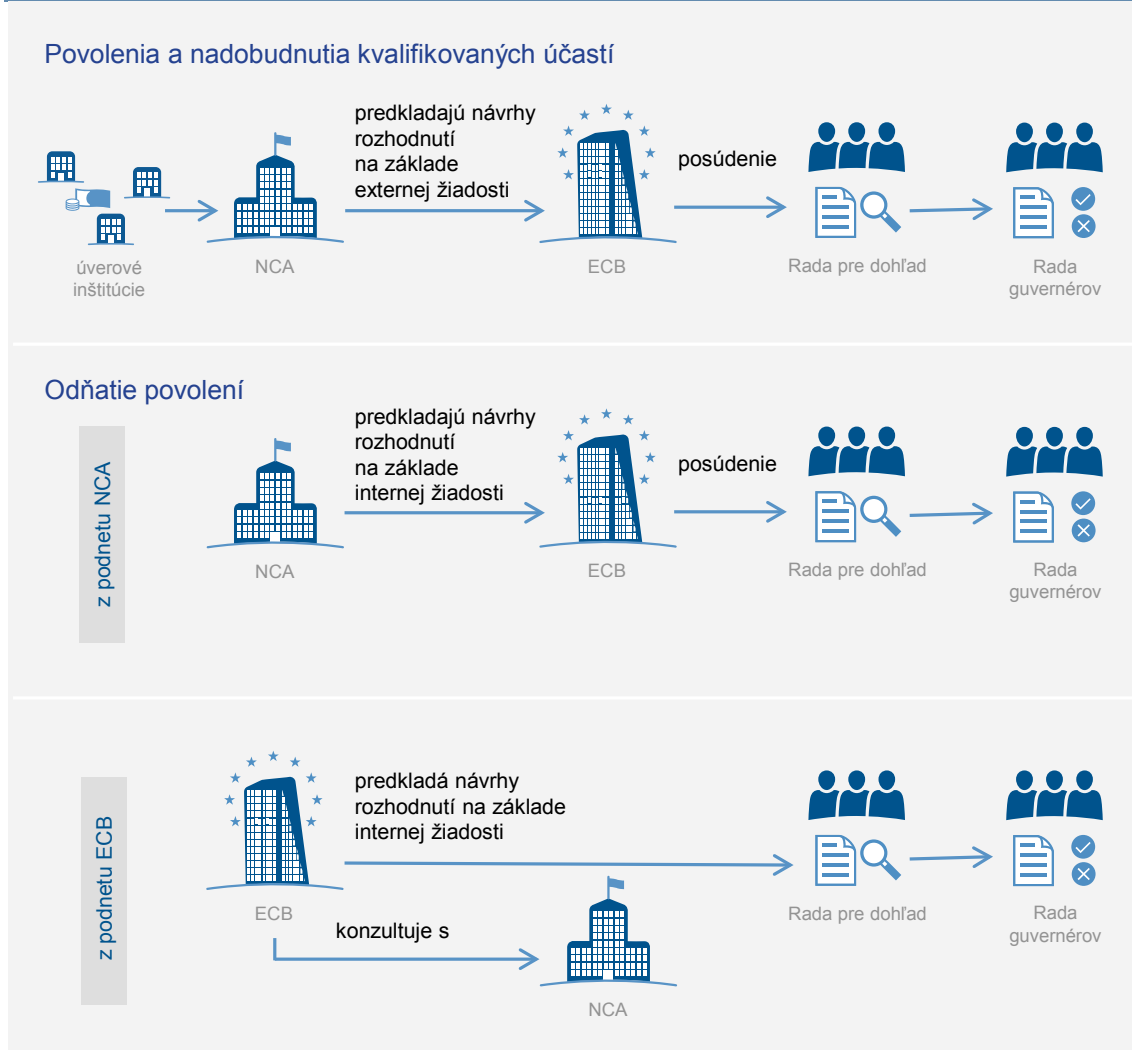 Povolenia a nadobudnutia kvalifikovaných účastí
predkladajú návrhy
rozhodnutí
na základe
externej žiadosti
posúdenie
úverové
inštitúcie
NCA
ECB
Rada pre dohľad
Rada
guvernérov
Odňatie povolení
z podnetu NCA
predkladajú návrhy
rozhodnutí
na základe
internej žiadosti
posúdenie
NCA
ECB
Rada pre dohľad
Rada
guvernérov
z podnetu ECB
predkladá návrhy
rozhodnutí na základe
internej žiadosti
ECB
konzultuje s
NCA
Rada pre dohľad
Rada
guvernérov